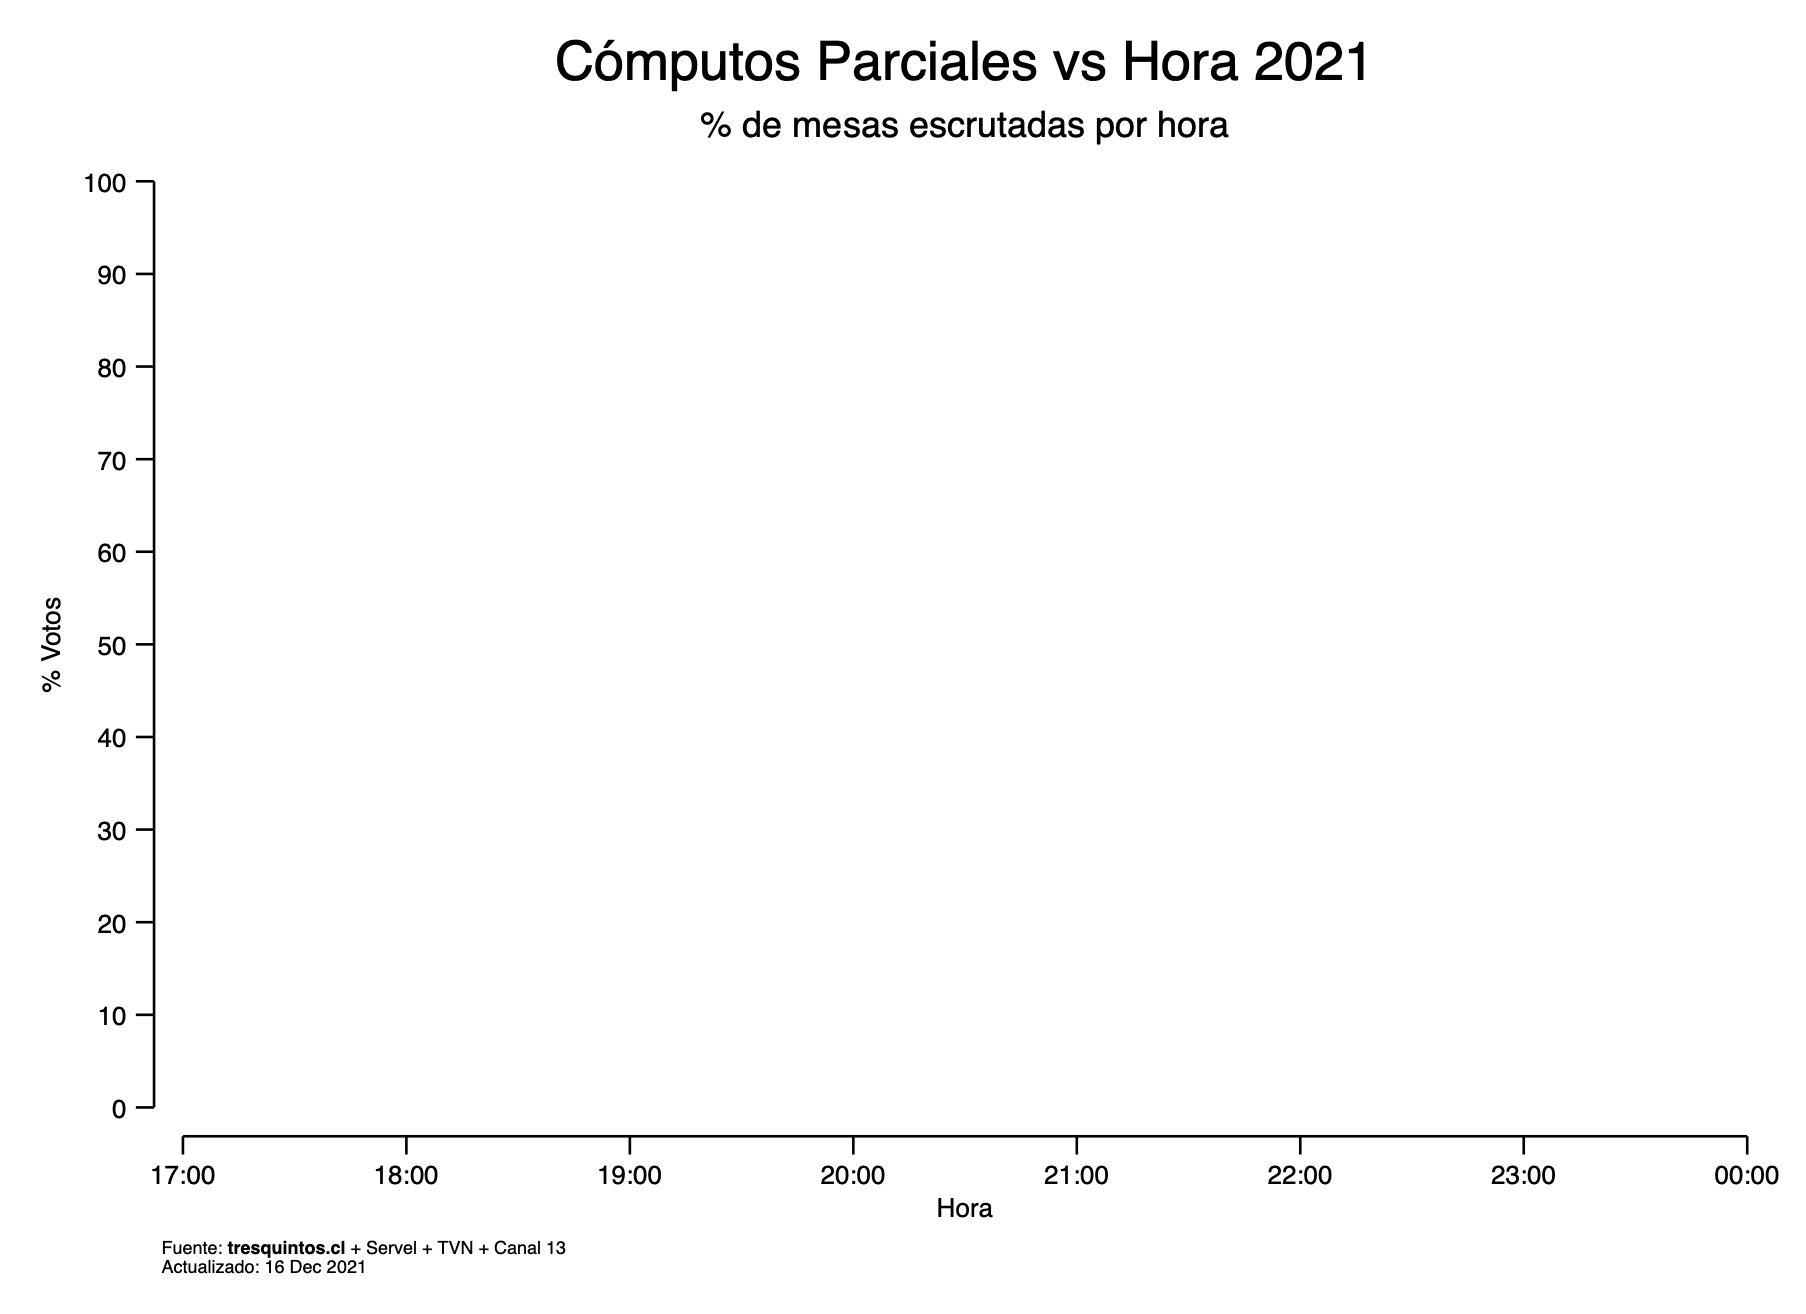 Cómputos Parciales vs Hora 2021
% de mesas escrutadas por hora
100
90
80
70
60
50
40
30
20
10
0
% Votos
17:00 18:00 19:00 20:00 21:00 22:00 23:00 00:00
Hora
Fuente: tresquintos.cl + Servel + TVN + Canal 13
Actualizado: 16 Dec 2021